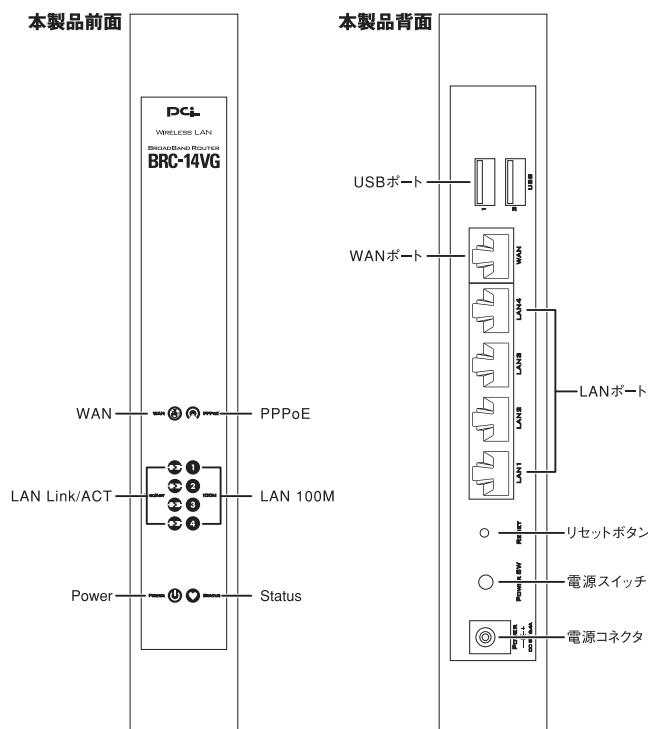 本製品前面
PCi
WIRELESS LAN
BROADBAND ROUTER
BRC-14VG
WAN
WAN
PPPoE
PPPoE
LAN Link/ACT
1
2
3
4
100M
LAN 100M
Power
POWER
STATUS
Status
本製品背面
USBポート
1
2
USB
WANポート
WAN
LAN4
LAN3
LAN2
LAN1
LANポート
RESET
リセットボタン
POWER SW
電源スイッチ
POWER
電源コネクタ